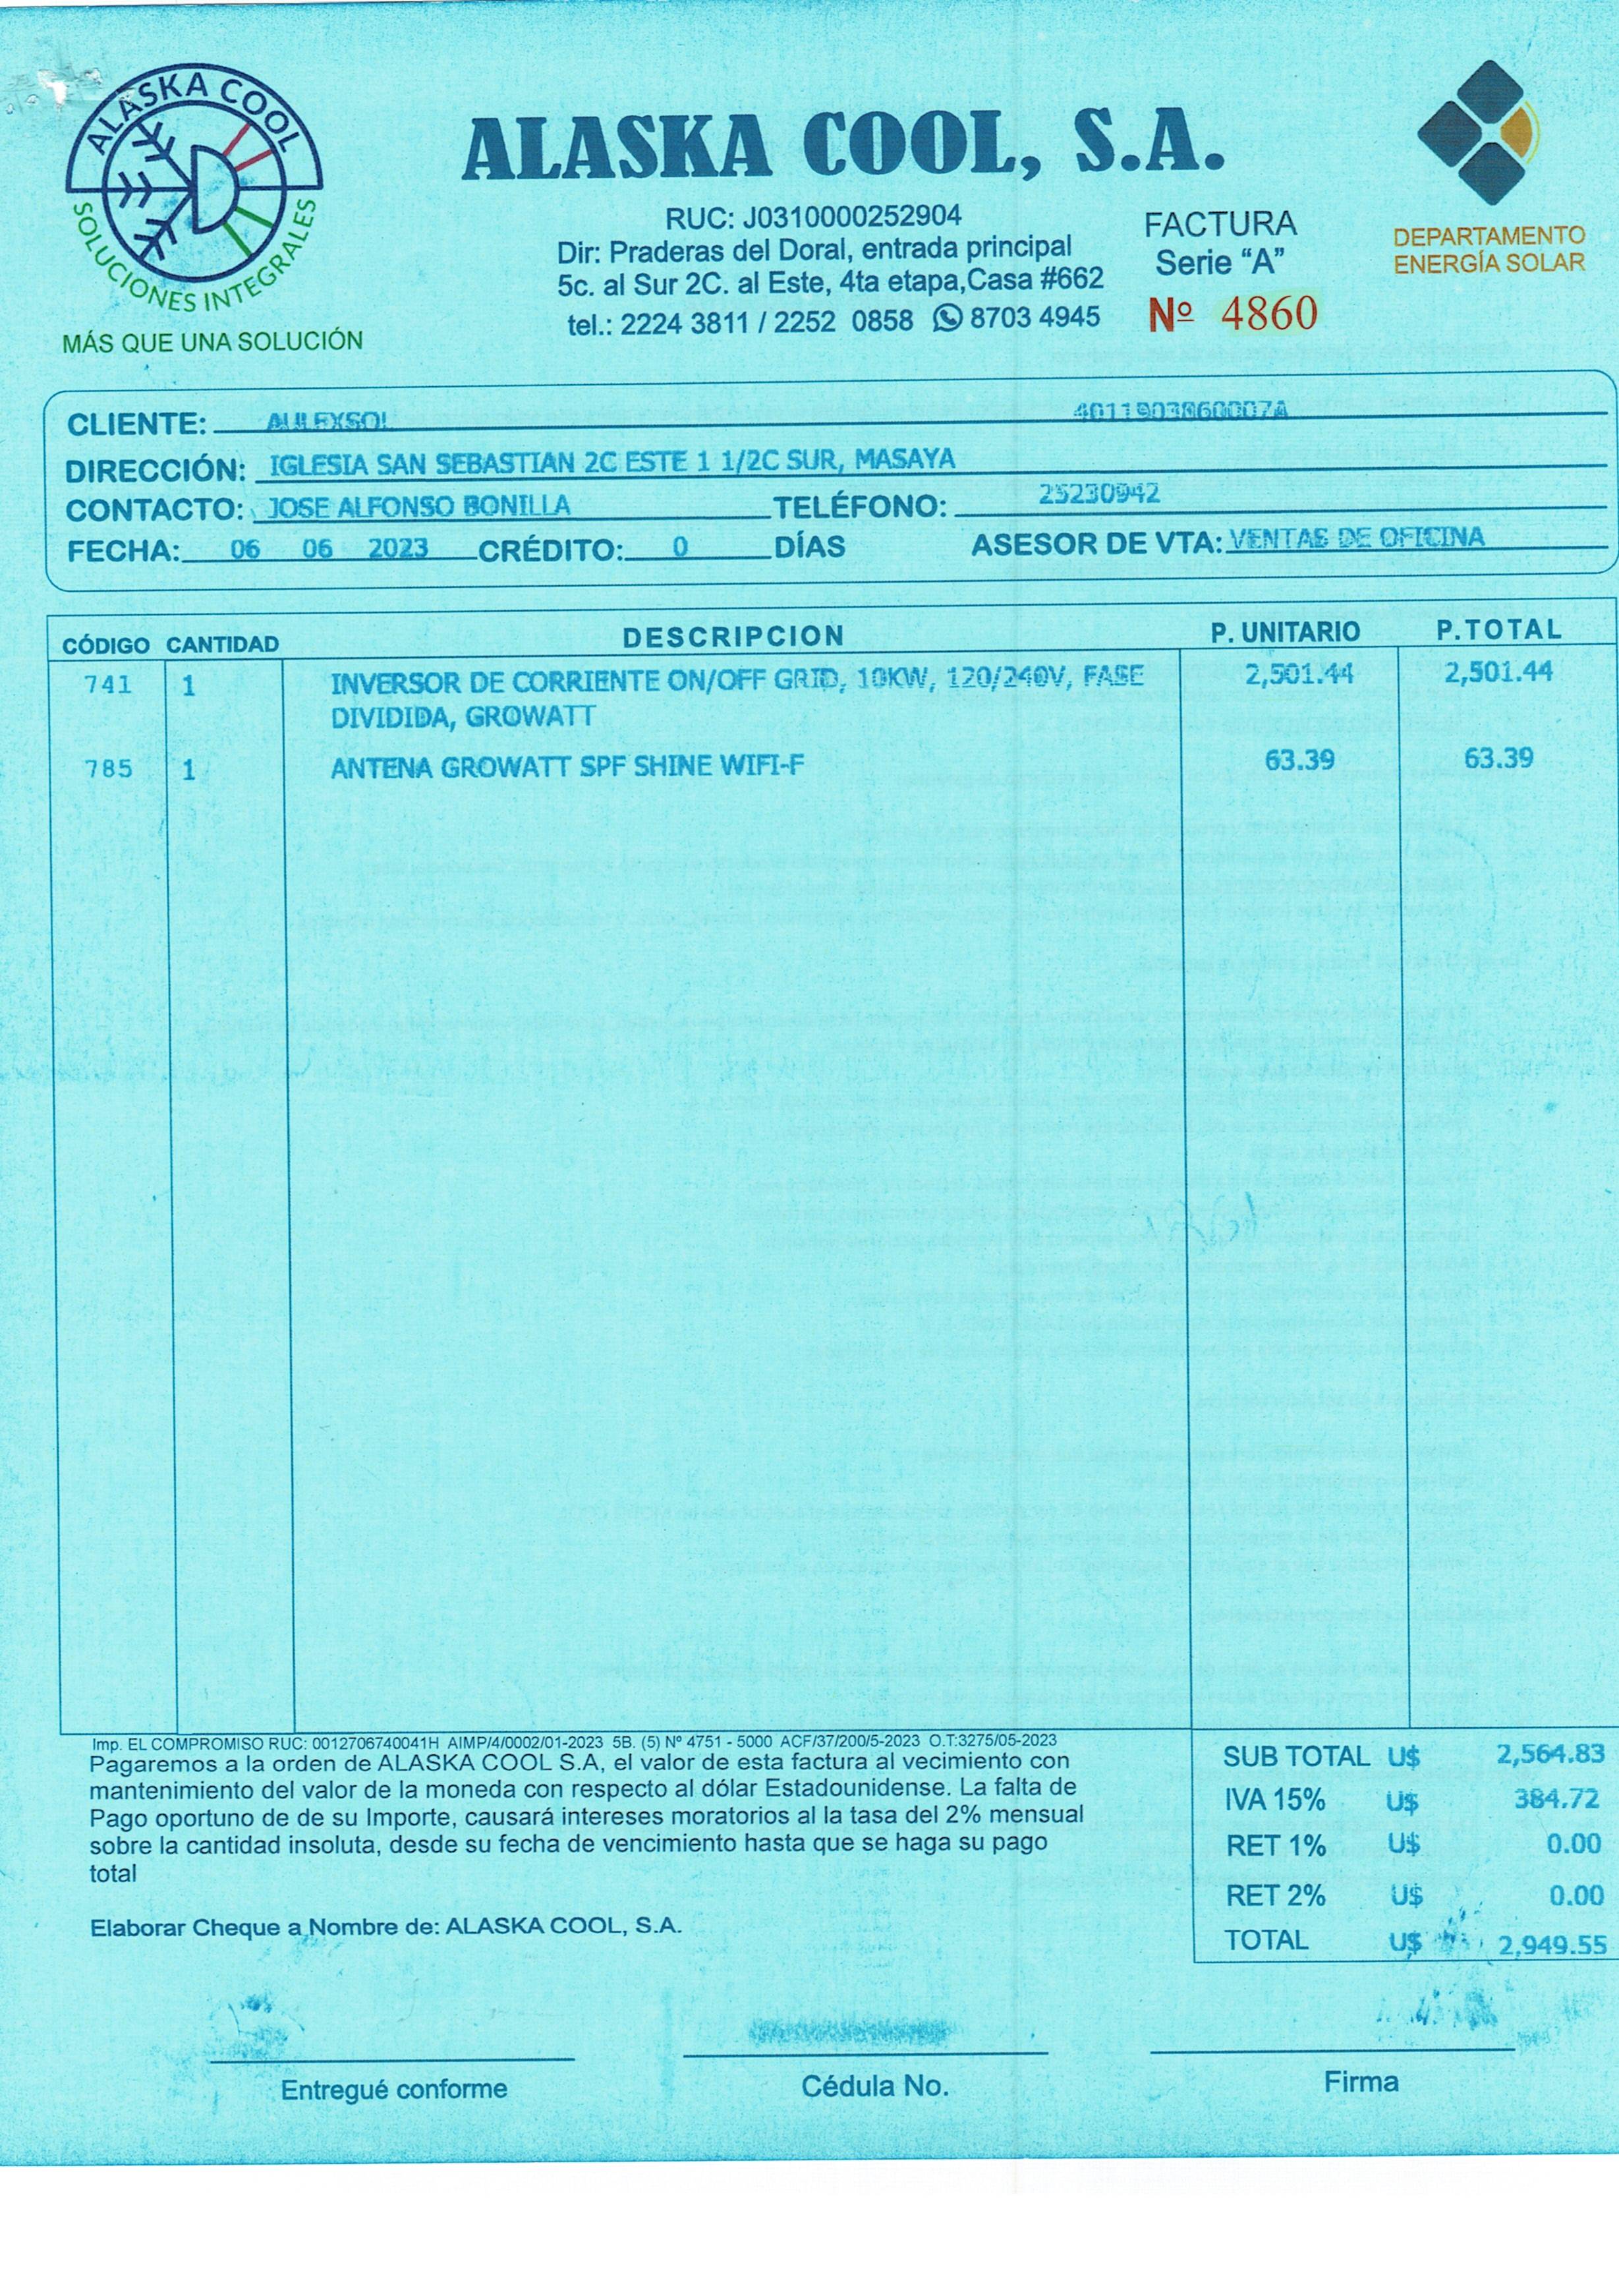 ALASKA COOL
SOLUCIONES INTEGRALES
MÁS QUE UNA SOLUCIÓN
ALASKA COOL, S.A.
RUC: J0310000252904
Dir: Praderas del Doral, entrada principal
5c. al Sur 2C. al Este, 4ta etapa,Casa #662
tel.: 2224 3811 / 2252 0858 8703 4945
FACTURA
Serie "A"
Nº 4860
DEPARTAMENTO
ENERGÍA SOLAR
CLIENTE: AULEXSOL
DIRECCIÓN: IGLESIA SAN SEBASTIAN 2C ESTE 1 1/2C SUR, MASAYA
CONTACTO: JOSE ALFONSO BONILLA TELÉFONO: 25230942
FECHA: 06 06 2023 CRÉDITO: 0 DÍAS ASESOR DE VTA: VENTAS DE OFICINA
CÓDIGO CANTIDAD DESCRIPCION P. UNITARIO P.TOTAL
741 1 INVERSOR DE CORRIENTE ON/OFF GRID, 10KW, 120/240V, FASE 2,501.44 2,501.44
DIVIDIDA, GROWATT
785 1 ANTENA GROWATT SPF SHINE WIFI-F 63.39 63.39
Imp. EL COMPROMISO RUC: 0012706740041H AIMP/4/0002/01-2023 5B. (5) Nº 4751 - 5000 ACF/37/200/5-2023 O.T:3275/05-2023
Pagaremos a la orden de ALASKA COOL S.A, el valor de esta factura al vecimiento con
mantenimiento del valor de la moneda con respecto al dólar Estadounidense. La falta de
Pago oportuno de de su Importe, causará intereses moratorios al la tasa del 2% mensual
sobre la cantidad insoluta, desde su fecha de vencimiento hasta que se haga su pago
total
Elaborar Cheque a Nombre de: ALASKA COOL, S.A.
SUB TOTAL U$ 2,564.83
IVA 15% U$ 384.72
RET 1% U$ 0.00
RET 2% U$ 0.00
TOTAL U$ 2,949.55
Entregué conforme
Cédula No.
Firma